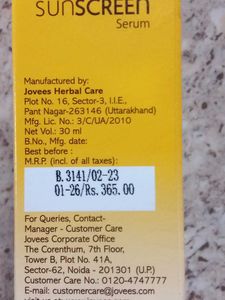 SUNSCREEN
Serum
Manufactured by:
Jovees Herbal Care
Plot No. 16, Sector-3, I.I.E.,
Pant Nagar-263146 (Uttarakhand)
Mfg. Lic. No.: 3/C/UA/2010
Net Vol.: 30 ml
B.No., Mfg. date:
Best before :
M.R.P. (incl. of all taxes):
B.3141/02-23
01-26/Rs.365.00
For Queries, Contact-
Manager - Customer Care
Jovees Corporate Office
The Corenthum, 7th Floor,
Tower B, Plot No. 41A,
Sector-62, Noida - 201301 (U.P.)
Customer Care No.: 0120-4747777
E-mail: customercare@jovees.com